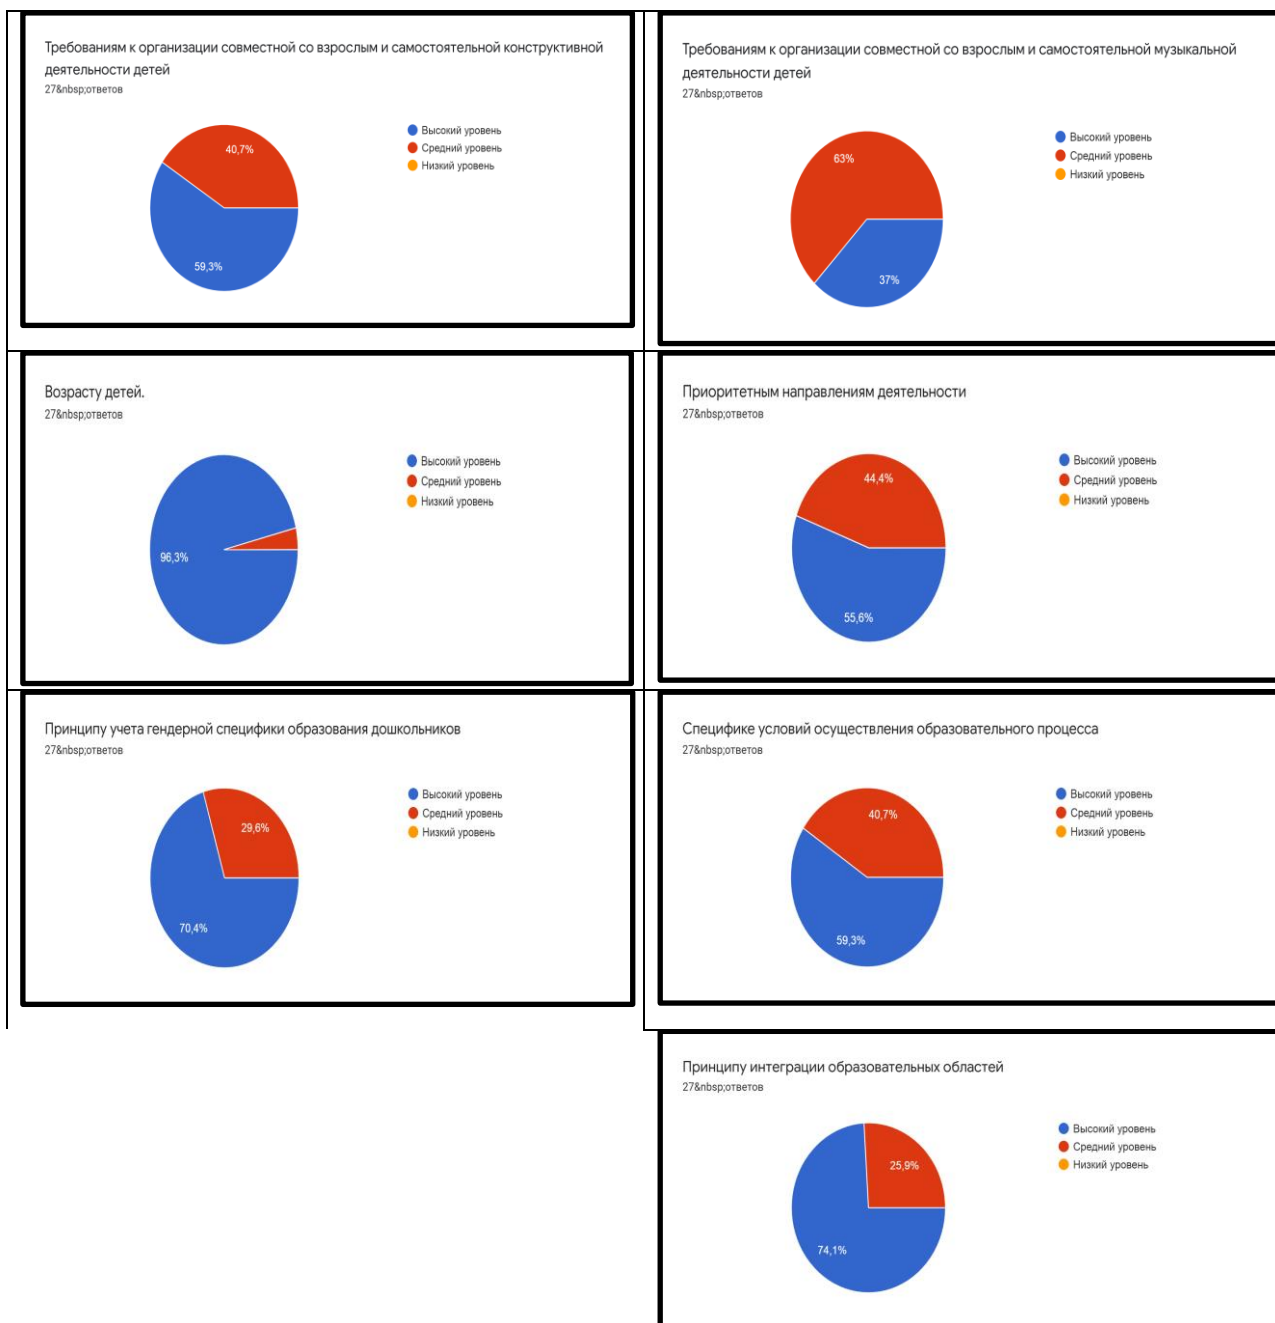 Требованиям к организации совместной со взрослым и самостоятельной конструктивной
деятельности детей
27&nbsp;ответов
40,7%
59,3%
Высокий уровень
Средний уровень
Низкий уровень
Требованиям к организации совместной со взрослым и самостоятельной музыкальной
деятельности детей
27&nbsp;ответов
63%
37%
Высокий уровень
Средний уровень
Низкий уровень
Возрасту детей.
27&nbsp;ответов
96,3%
Высокий уровень
Средний уровень
Низкий уровень
Приоритетным направлениям деятельности
27&nbsp;ответов
44,4%
55,6%
Высокий уровень
Средний уровень
Низкий уровень
Принципу учета гендерной специфики образования дошкольников
27&nbsp;ответов
29,6%
70,4%
Высокий уровень
Средний уровень
Низкий уровень
Специфике условий осуществления образовательного процесса
27&nbsp;ответов
40,7%
59,3%
Высокий уровень
Средний уровень
Низкий уровень
Принципу интеграции образовательных областей
27&nbsp;ответов
25,9%
74,1%
Высокий уровень
Средний уровень
Низкий уровень